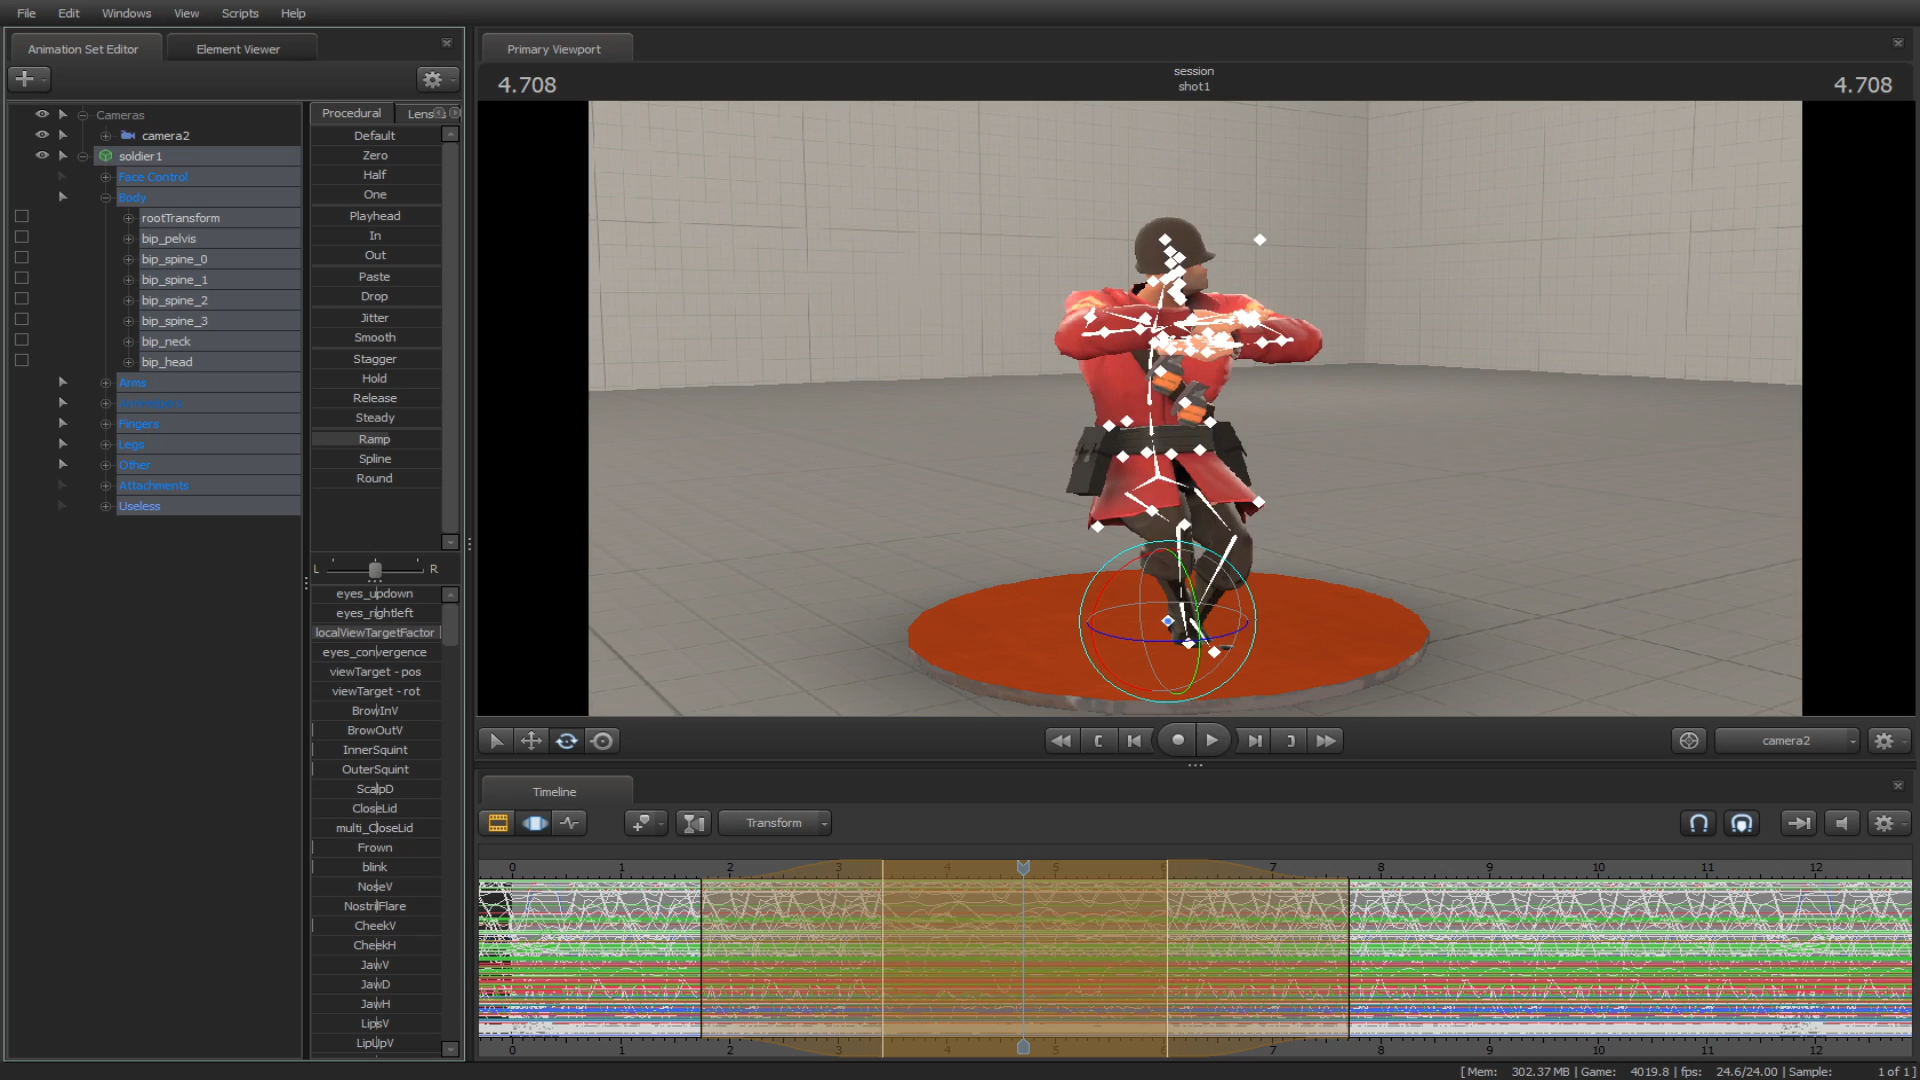 File Edit Windows View Scripts Help
Animation Set Editor Element Viewer
Primary Viewport
4.708
session
shot1
4.708
Cameras
camera2
soldier1
Face Control
Body
rootTransform
bip_pelvis
bip_spine_0
bip_spine_1
bip_spine_2
bip_spine_3
bip_neck
bip_head
Arms
Fingers
Legs
Other
Attachments
Useless
Procedural
Default
Zero
Half
One
Playhead
In
Out
Paste
Drop
Jitter
Smooth
Stagger
Hold
Release
Steady
Ramp
Spline
Round
L R
eyes_updown
eyes_rightleft
localViewTargetFactor
eyes_convergence
viewTarget - pos
viewTarget - rot
BrowInV
BrowOutV
InnerSquint
OuterSquint
ScalpD
CloseLid
multi_CloseLid
Frown
blink
NoseV
NostrilFlare
CheekV
CheekH
JawV
JawD
JawH
LipsV
LipUpV
camera2
Timeline
Transform
0 1 2 3 4 5 6 7 8 9 10 11 12
0 1 2 3 4 5 6 7 8 9 10 11 12
[ Mem: 302.37 MB | Game: 4019.8 | fps: 24.6/24.00 | Sample: 1 of 1 ]